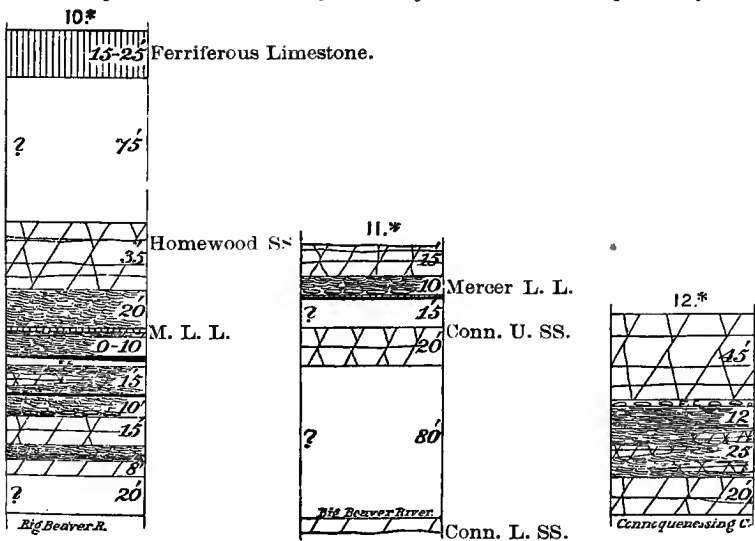 10.*
15-25' Ferriferous Limestone.
? 75'
Homewood SS
35'
20'
M. L. L.
0-10
15'
10'
15'
8'
? 20'
Big Beaver R.
11.*
15'
10 Mercer L. L.
? 15'
20' Conn. U. SS.
? 80'
Big Beaver River.
Conn. L. SS.
12.*
45'
12
25
20'
Connoquenessing C.